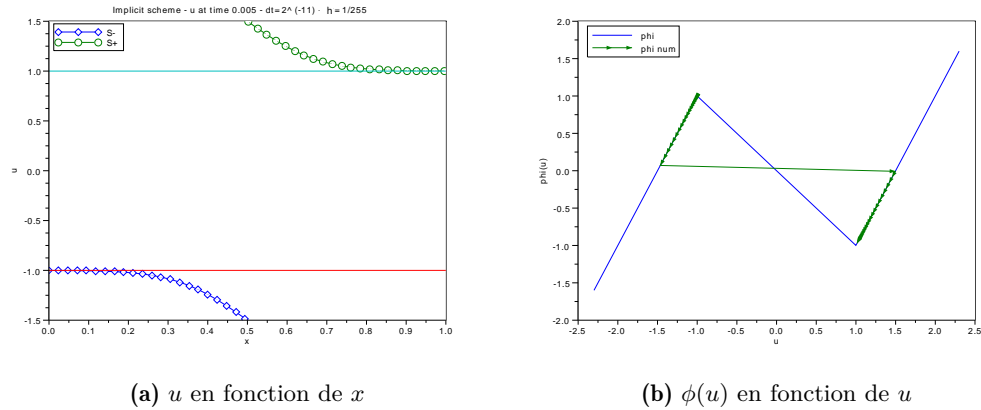 Implicit scheme - u at time 0.005 - dt=2^ (-11) - h = 1/255
1.5
1.0
0.5
0.0
-0.5
-1.0
-1.5
u
S-
S+
0.0 0.1 0.2 0.3 0.4 0.5 0.6 0.7 0.8 0.9 1.0
x
(a) u en fonction de x
2.0
1.5
1.0
0.5
0.0
-0.5
-1.0
-1.5
-2.0
phi(u)
phi
phi num
-2.5 -2.0 -1.5 -1.0 -0.5 0.0 0.5 1.0 1.5 2.0 2.5
u
(b) ϕ(u) en fonction de u